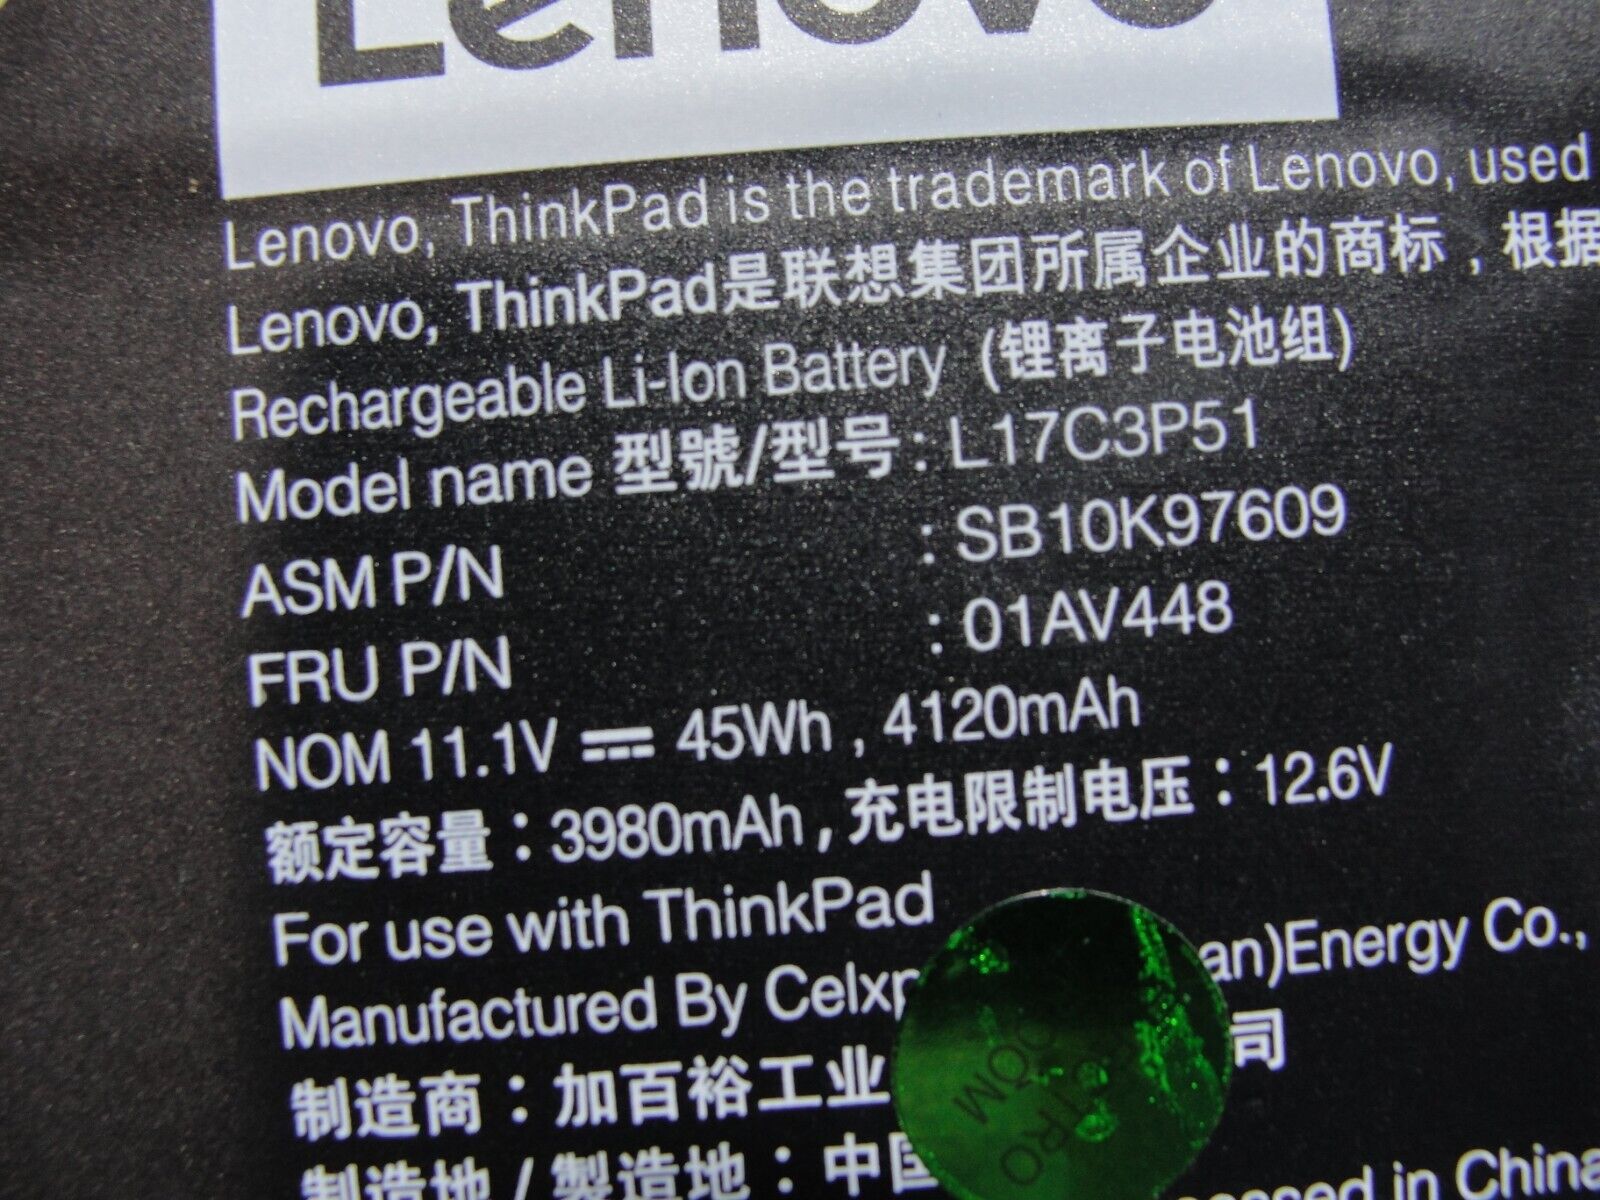 Lenovo
Lenovo, ThinkPad is the trademark of Lenovo, used
Lenovo, ThinkPad是联想集团所属企业的商标，根据
Rechargeable Li-Ion Battery (锂离子电池组)
Model name 型號/型号: L17C3P51
ASM P/N : SB10K97609
FRU P/N : 01AV448
NOM 11.1V ⎓ 45Wh , 4120mAh
额定容量：3980mAh，充电限制电压：12.6V
For use with ThinkPad
Manufactured By Celxp an)Energy Co.,
制造商：加百裕工业 司
制造地/製造地：中国
in China